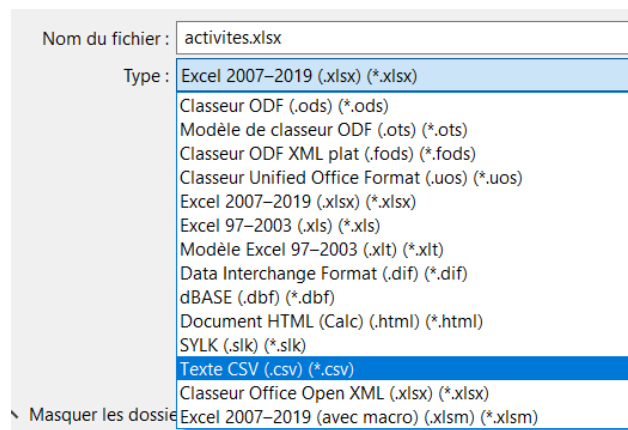 Nom du fichier : activites.xlsx
Type : Excel 2007–2019 (.xlsx) (*.xlsx)
Classeur ODF (.ods) (*.ods)
Modèle de classeur ODF (.ots) (*.ots)
Classeur ODF XML plat (.fods) (*.fods)
Classeur Unified Office Format (.uos) (*.uos)
Excel 2007–2019 (.xlsx) (*.xlsx)
Excel 97–2003 (.xls) (*.xls)
Modèle Excel 97–2003 (.xlt) (*.xlt)
Data Interchange Format (.dif) (*.dif)
dBASE (.dbf) (*.dbf)
Document HTML (Calc) (.html) (*.html)
SYLK (.slk) (*.slk)
Texte CSV (.csv) (*.csv)
Classeur Office Open XML (.xlsx) (*.xlsx)
Masquer les dossie Excel 2007–2019 (avec macro) (.xlsm) (*.xlsm)